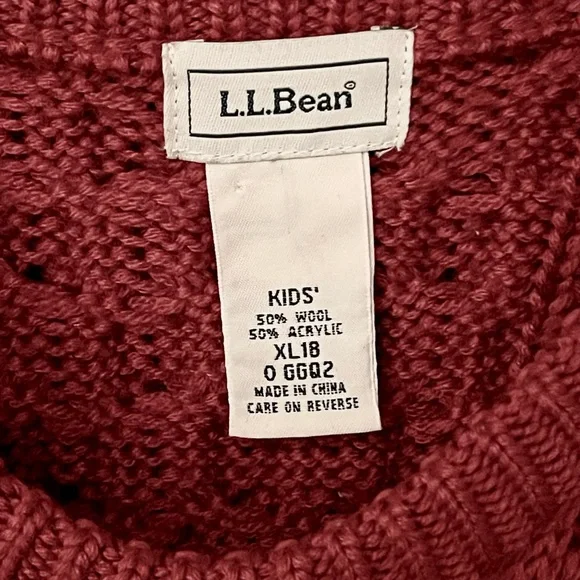 L.L.Bean®
KIDS'
50% WOOL
50% ACRYLIC
XL18
0 GGQ2
MADE IN CHINA
CARE ON REVERSE